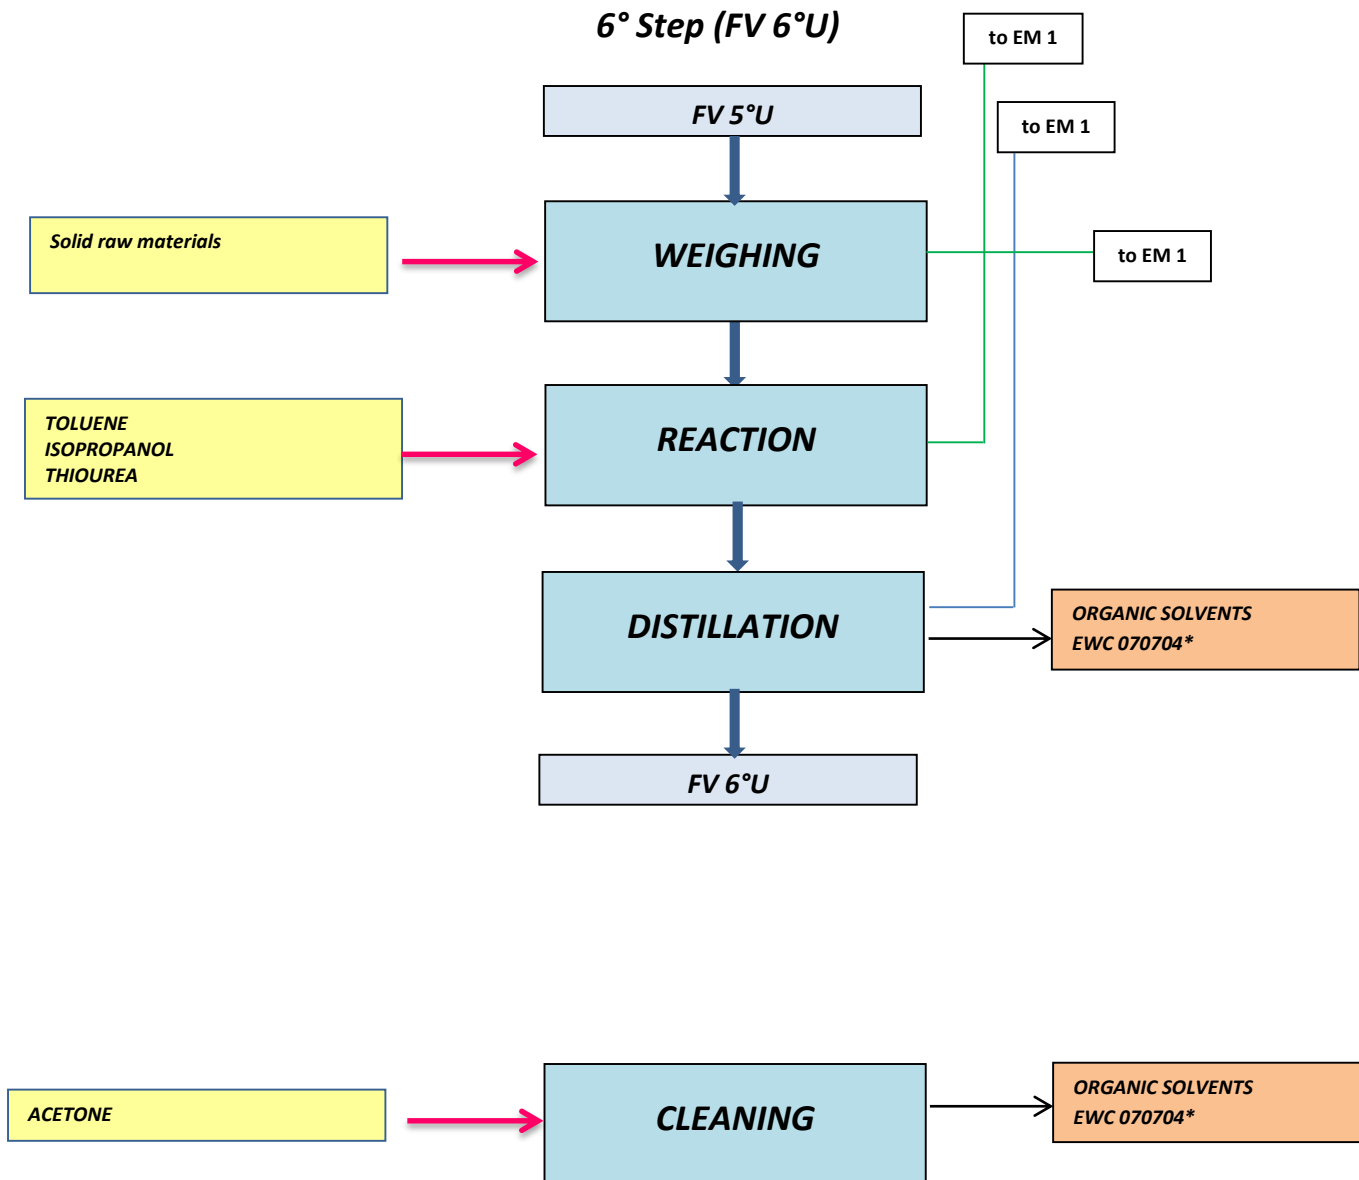 6° Step (FV 6°U)
to EM 1
FV 5°U
to EM 1
Solid raw materials
WEIGHING
to EM 1
TOLUENE
ISOPROPANOL
THIOUREA
REACTION
DISTILLATION
ORGANIC SOLVENTS
EWC 070704*
FV 6°U
ACETONE
CLEANING
ORGANIC SOLVENTS
EWC 070704*